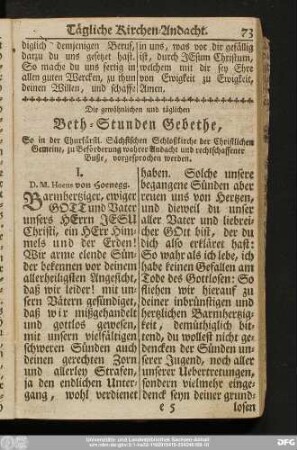 Tägliche Kirchen-Andacht. 73
diglich demjenigen Beruf,
darzu du uns gesetzt hast.
So mache du uns fertig in
allen guten Wercken, zu thun
deinen Willen, und schaffe
in uns, was vor dir gefällig
ist, durch JEsum Christum,
welchem mit dir sey Ehre
von Ewigkeit zu Ewigkeit,
Amen.
Die gewöhnlichen und täglichen
Beth-Stunden Gebethe,
So in der Churfürstl. Sächsischen Schloßkirche der Christlichen
Gemeine, zu Beförderung wahrer Andacht und rechtschaffener
Buße, vorgesprochen werden.
I.
D. M. Hoens von Hoenegg.
Barmhertziger, ewiger
GOTT und Vater
unsers HErrn JESU
Christi, ein HErr Him-
mels und der Erden!
Wir arme elende Sün-
der bekennen vor deinem
allerheiligsten Angesicht,
daß wir leider! mit un-
sern Vätern gesündiget,
daß wir mißgehandelt
und gottlos gewesen,
mit unsern vielfältigen
schweren Sünden auch
deinen gerechten Zorn
und allerley Strafen,
ja den endlichen Unter-
gang, wohl verdienet
haben. Solche unsere
begangene Sünden aber
reuen uns von Hertzen,
und dieweil du unser
aller Vater und liebrei-
cher GOtt bist, der du
dich also erkläret hast:
So wahr als ich lebe, ich
habe keinen Gefallen am
Tode des Gottlosen: So
fliehen wir hierauf zu
deiner inbrünstigen und
hertzlichen Barmhertzig-
keit, demüthiglich bit-
tend, du wollest nicht ge-
dencken der Sünden un-
serer Jugend, noch aller
unserer Uebertretungen,
sondern vielmehr einge-
denck seyn deiner grund-
e 5 losen
Universitäts- und Landesbibliothek Sachsen-Anhalt